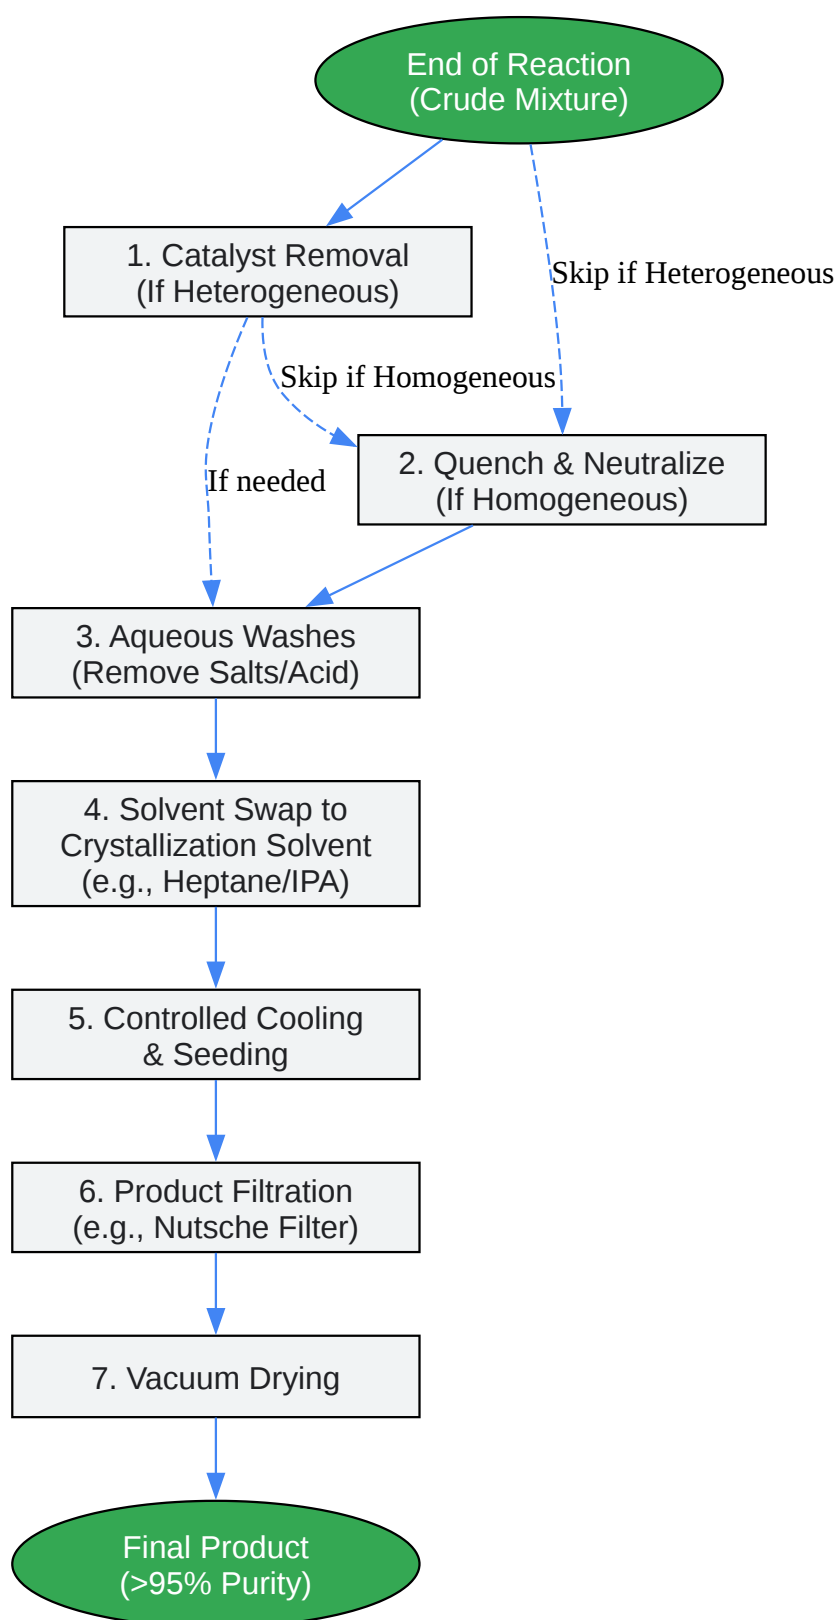 End of Reaction
(Crude Mixture)
1. Catalyst Removal
(If Heterogeneous)
Skip if Heterogeneous
Skip if Homogeneous
2. Quench & Neutralize
(If Homogeneous)
If needed
3. Aqueous Washes
(Remove Salts/Acid)
4. Solvent Swap to
Crystallization Solvent
(e.g., Heptane/IPA)
5. Controlled Cooling
& Seeding
6. Product Filtration
(e.g., Nutsche Filter)
7. Vacuum Drying
Final Product
(>95% Purity)